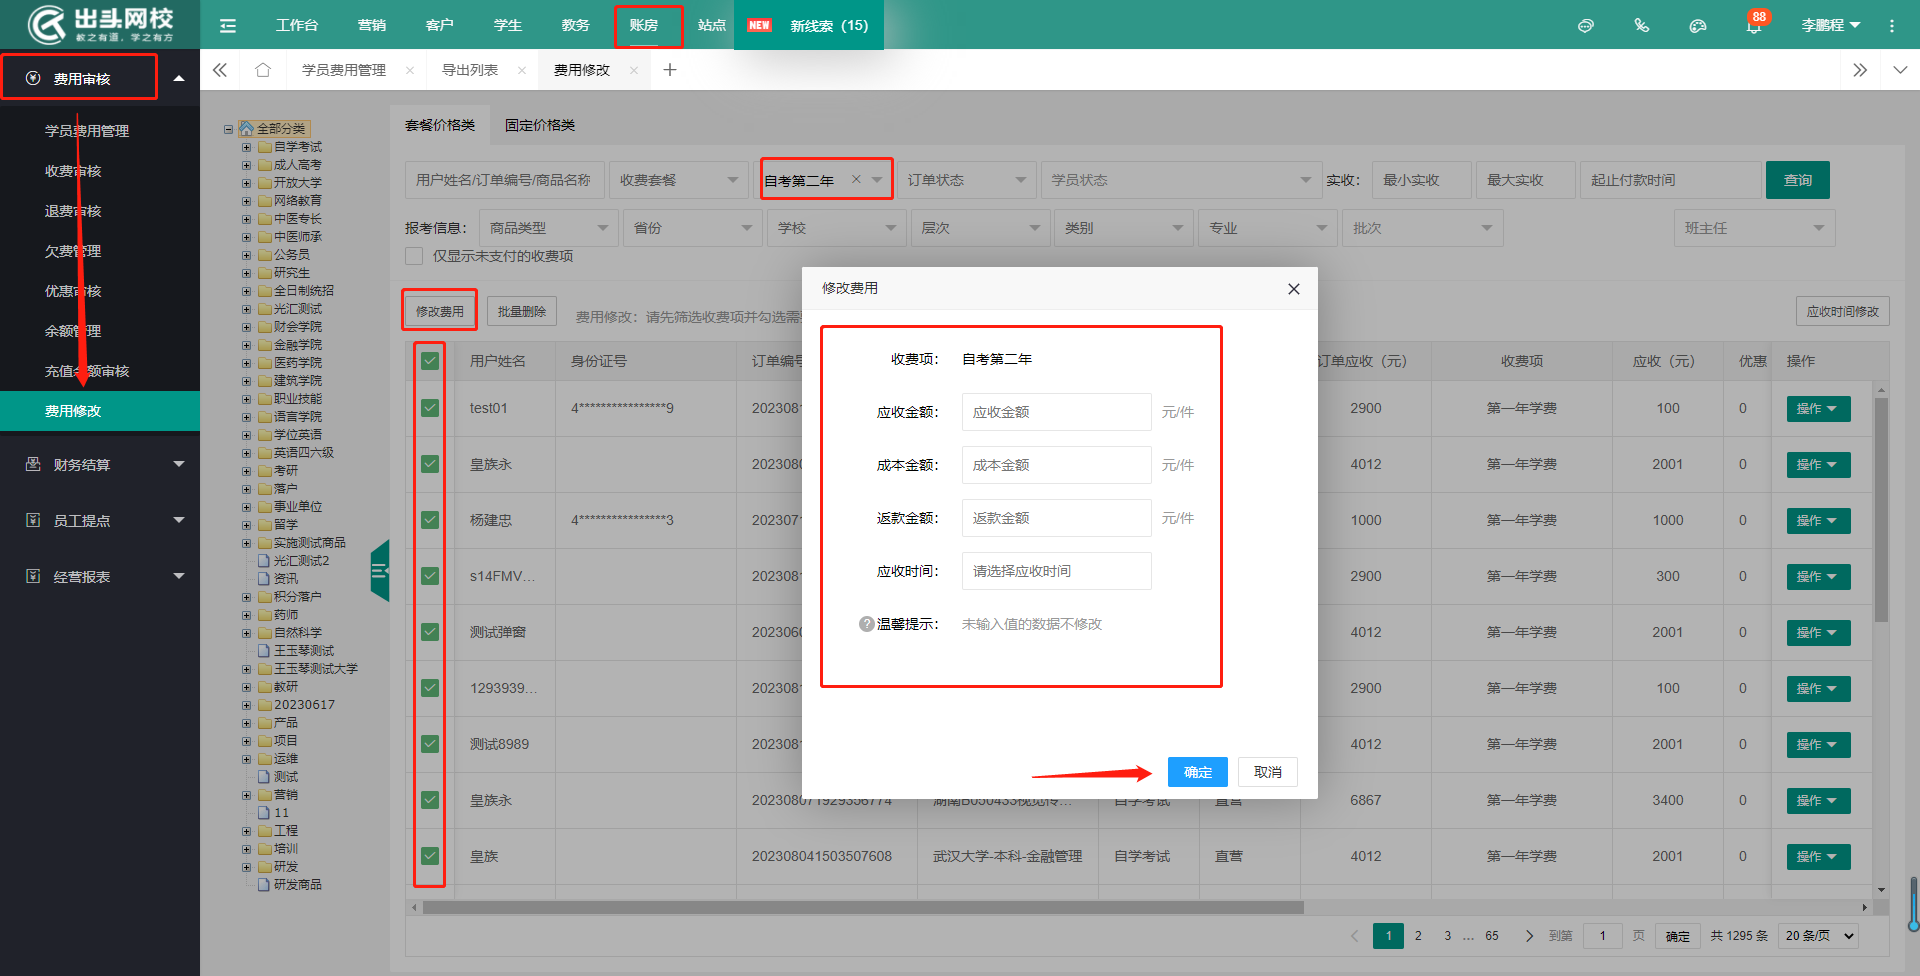 出头网校
教之有道，学之有方
工作台
营销
客户
学生
教务
账房
站点
NEW
新线索（15）
88
李鹏程
费用审核
学员费用管理
收费审核
退费审核
欠费管理
优惠审核
余额管理
充值金额审核
费用修改
财务结算
员工提点
经营报表
学员费用管理
导出列表
费用修改
全部分类
自学考试
成人高考
开放大学
网络教育
中医专长
中医师承
公务员
研究生
全日制统招
光汇测试
财会学院
金融学院
医药学院
建筑学院
职业技能
语言学院
学位英语
英语四六级
考研
落户
事业单位
留学
实施测试商品
光汇测试2
资讯
积分落户
药师
自然科学
王玉琴测试
王玉琴测试大学
教研
20230617
产品
项目
运维
测试
营销
11
工程
培训
研发
研发商品
套餐价格类
固定价格类
用户姓名/订单编号/商品名称
收费套餐
自考第二年
订单状态
学员状态
实收：
最小实收
最大实收
起止付款时间
查询
报考信息：
商品类型
省份
学校
层次
类别
专业
批次
班主任
仅显示未支付的收费项
修改费用
批量删除
费用修改：请先筛选收费项并勾选需
应收时间修改
用户姓名 身份证号 订单编号 订单应收（元） 收费项 应收（元） 优惠 操作
test01 4****************9 2023081 2900 第一年学费 100 0 操作
皇族永 2023080 4012 第一年学费 2001 0 操作
杨建忠 4****************3 202307 1000 第一年学费 1000 0 操作
s14FMV... 202308 2900 第一年学费 300 0 操作
测试弹窗 2023060 4012 第一年学费 2001 0 操作
1293939... 202308 2900 第一年学费 100 0 操作
测试8989 202308 4012 第一年学费 2001 0 操作
皇族永 202308071929356774 湖南B050433视觉传... 自学考试 直营 6867 第一年学费 3400 0 操作
皇族 202308041503507608 武汉大学-本科-金融管理 自学考试 直营 4012 第一年学费 2001 0 操作
修改费用
收费项：
自考第二年
应收金额：
应收金额
元/件
成本金额：
成本金额
元/件
返款金额：
返款金额
元/件
应收时间：
请选择应收时间
?
温馨提示：
未输入值的数据不修改
确定
取消
1 2 3 … 65
到第 1 页 确定 共 1295 条 20 条/页